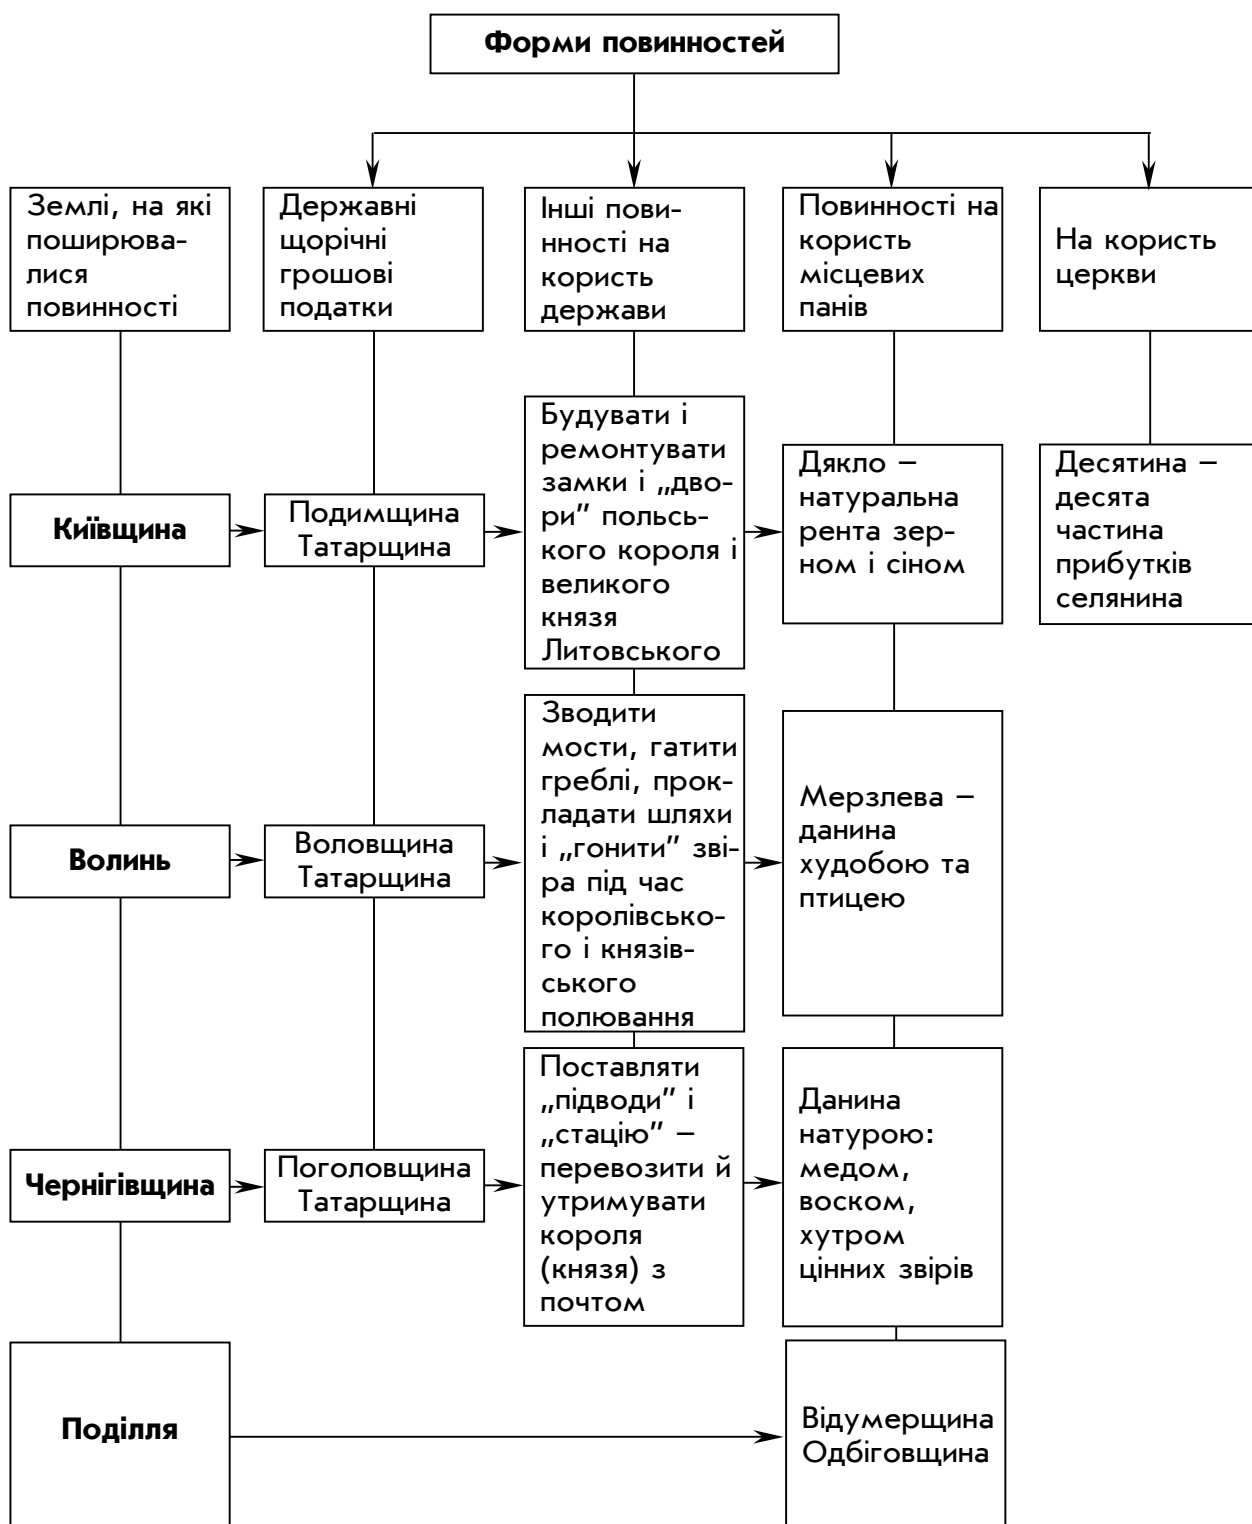 Форми повинностей
Землі, на які
поширюва-
лися
повинності
Державні
щорічні
грошові
податки
Інші пови-
нності на
користь
держави
Повинності на
користь
місцевих
панів
На користь
церкви
Київщина
Подимщина
Татарщина
Будувати і
ремонтувати
замки і „дво-
ри" польсь-
кого короля і
великого
князя
Литовського
Дякло –
натуральна
рента зер-
ном і сіном
Десятина –
десята
частина
прибутків
селянина
Волинь
Воловщина
Татарщина
Зводити
мости, гатити
греблі, прок-
ладати шляхи
і „гонити" зві-
ра під час
королівсько-
го і князів-
ського
полювання
Мерзлева –
данина
худобою та
птицею
Чернігівщина
Поголовщина
Татарщина
Поставляти
„підводи" і
„стацію" –
перевозити й
утримувати
короля
(князя) з
почтом
Данина
натурою:
медом,
воском,
хутром
цінних звірів
Поділля
Відумерщина
Одбіговщина